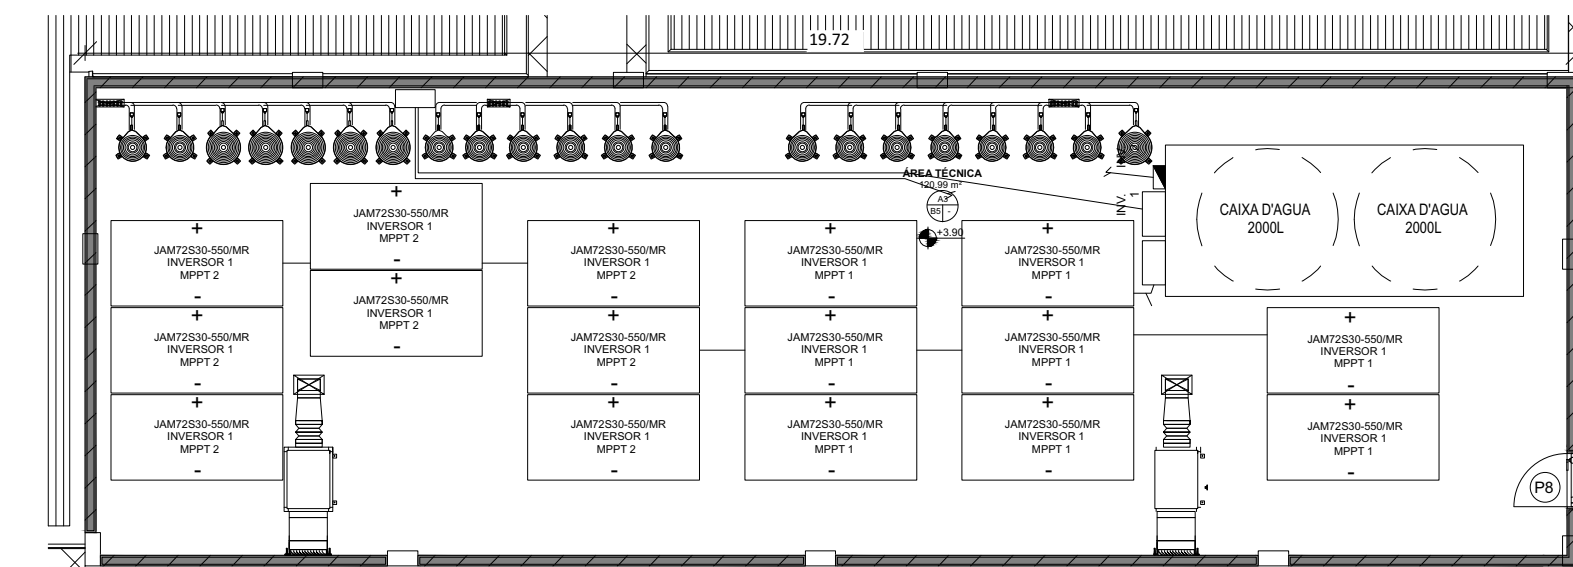 19.72
ÁREA TÉCNICA
120.99 m²
A3
B5 -
+3.90
INV.
1
INV.
CAIXA D'AGUA
2000L
CAIXA D'AGUA
2000L
+
JAM72S30-550/MR
INVERSOR 1
MPPT 2
-
+
JAM72S30-550/MR
INVERSOR 1
MPPT 2
-
+
JAM72S30-550/MR
INVERSOR 1
MPPT 2
-
+
JAM72S30-550/MR
INVERSOR 1
MPPT 2
-
+
JAM72S30-550/MR
INVERSOR 1
MPPT 2
-
+
JAM72S30-550/MR
INVERSOR 1
MPPT 2
-
+
JAM72S30-550/MR
INVERSOR 1
MPPT 2
-
+
JAM72S30-550/MR
INVERSOR 1
MPPT 2
-
+
JAM72S30-550/MR
INVERSOR 1
MPPT 1
-
+
JAM72S30-550/MR
INVERSOR 1
MPPT 1
-
+
JAM72S30-550/MR
INVERSOR 1
MPPT 1
-
+
JAM72S30-550/MR
INVERSOR 1
MPPT 1
-
+
JAM72S30-550/MR
INVERSOR 1
MPPT 1
-
+
JAM72S30-550/MR
INVERSOR 1
MPPT 1
-
+
JAM72S30-550/MR
INVERSOR 1
MPPT 1
-
+
JAM72S30-550/MR
INVERSOR 1
MPPT 1
-
P8